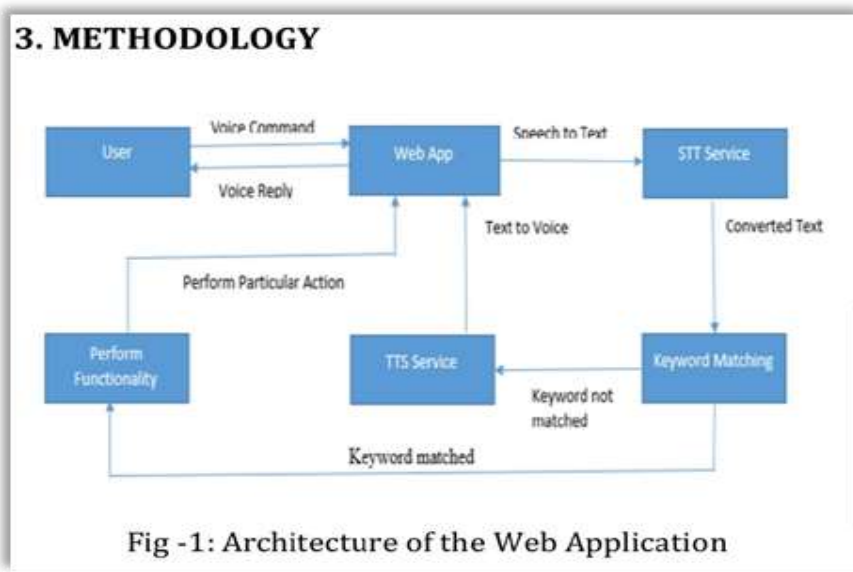 3. METHODOLOGY
Voice Command
Speech to Text
User
Web App
STT Service
Voice Reply
Text to Voice
Converted Text
Perform Particular Action
Perform
Functionality
TTS Service
Keyword Matching
Keyword not
matched
Keyword matched
Fig -1: Architecture of the Web Application